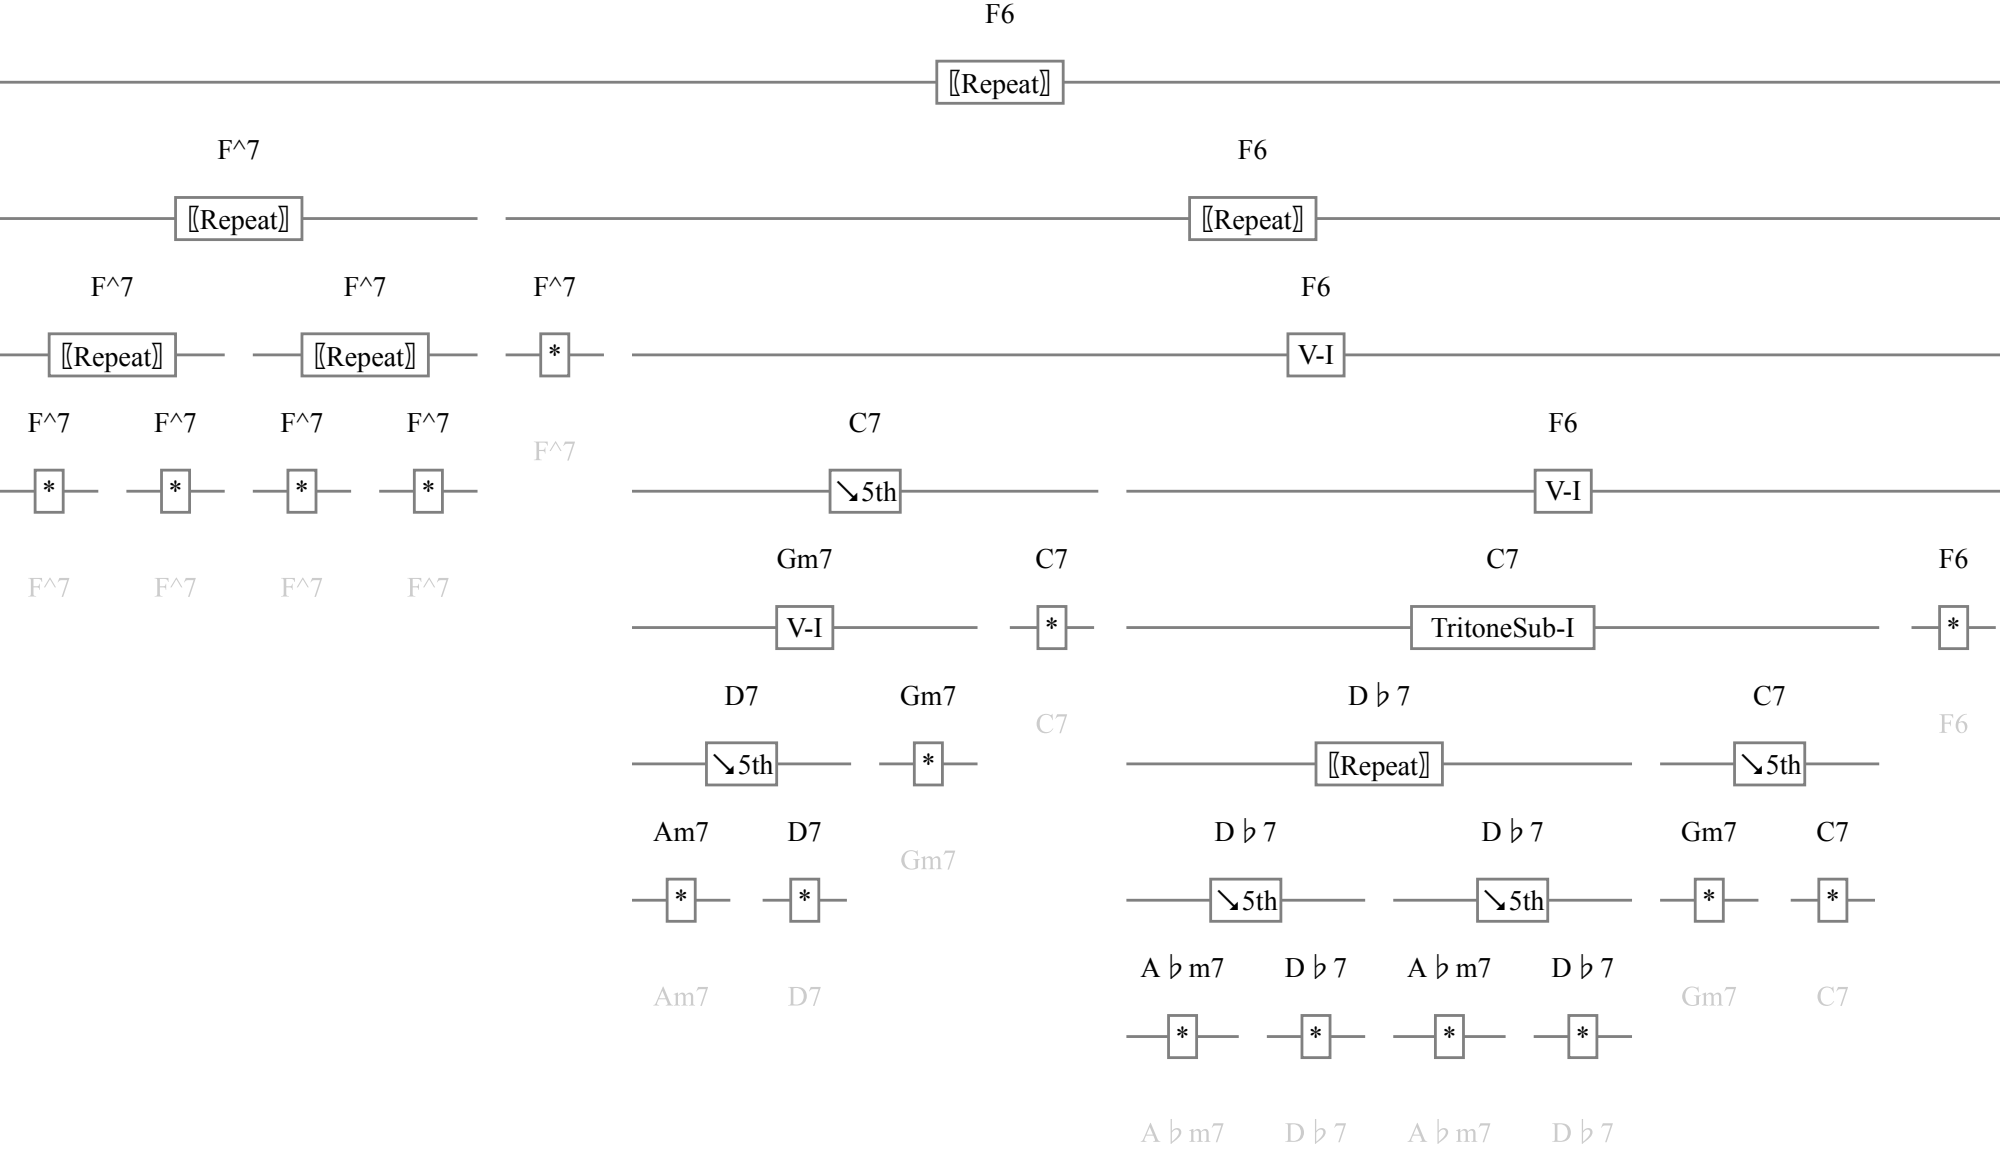 F6
〖Repeat〗
F^7 F6
〖Repeat〗 〖Repeat〗
F^7 F^7 F^7 F6
〖Repeat〗 〖Repeat〗 * V-I
F^7 F^7 F^7 F^7 F^7 C7 F6
* * * * ↘5th V-I
Gm7 C7 C7 F6
F^7 F^7 F^7 F^7
V-I * TritoneSub-I *
D7 Gm7 C7 D♭7 C7 F6
↘5th * 〖Repeat〗 ↘5th
Am7 D7 Gm7 D♭7 D♭7 Gm7 C7
* * ↘5th ↘5th * *
A♭m7 D♭7 A♭m7 D♭7
Am7 D7 Gm7 C7
* * * *
A♭m7 D♭7 A♭m7 D♭7